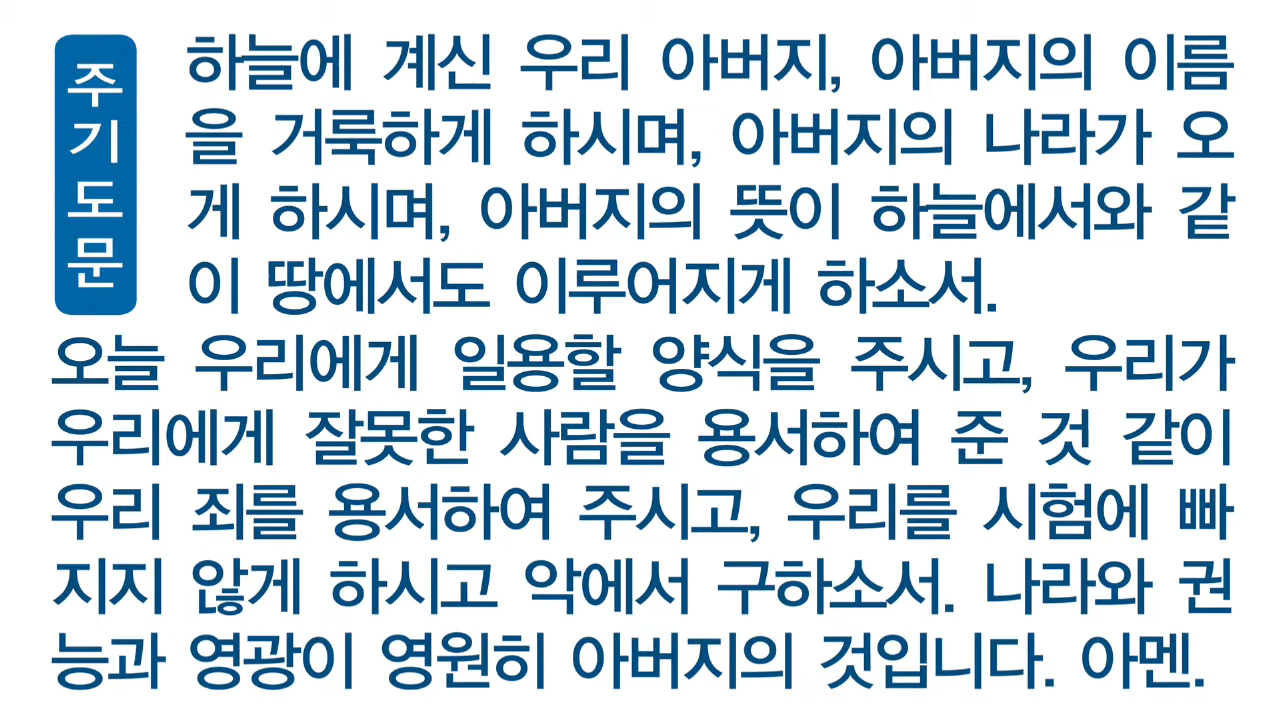 주기도문
하늘에 계신 우리 아버지, 아버지의 이름
을 거룩하게 하시며, 아버지의 나라가 오
게 하시며, 아버지의 뜻이 하늘에서와 같
이 땅에서도 이루어지게 하소서.
오늘 우리에게 일용할 양식을 주시고, 우리가
우리에게 잘못한 사람을 용서하여 준 것 같이
우리 죄를 용서하여 주시고, 우리를 시험에 빠
지지 않게 하시고 악에서 구하소서. 나라와 권
능과 영광이 영원히 아버지의 것입니다. 아멘.